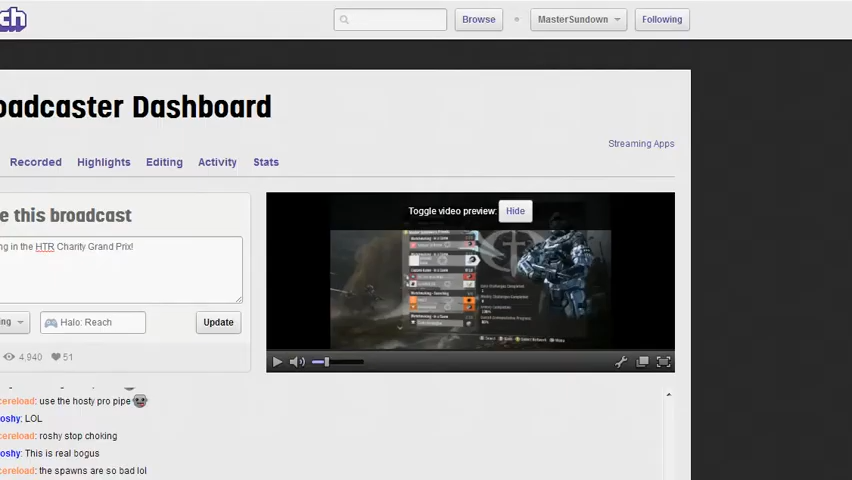 ch
Browse
MasterSundown
Following
oadcaster Dashboard
Streaming Apps
Recorded
Highlights
Editing
Activity
Stats
e this broadcast
Toggle video preview:
Hide
ng in the HTR Charity Grand Prix!
ng
Halo: Reach
Update
4,940
51
cereload: use the hosty pro pipe
oshy: LOL
cereload: roshy stop choking
oshy: This is real bogus
cereload: the spawns are so bad lol